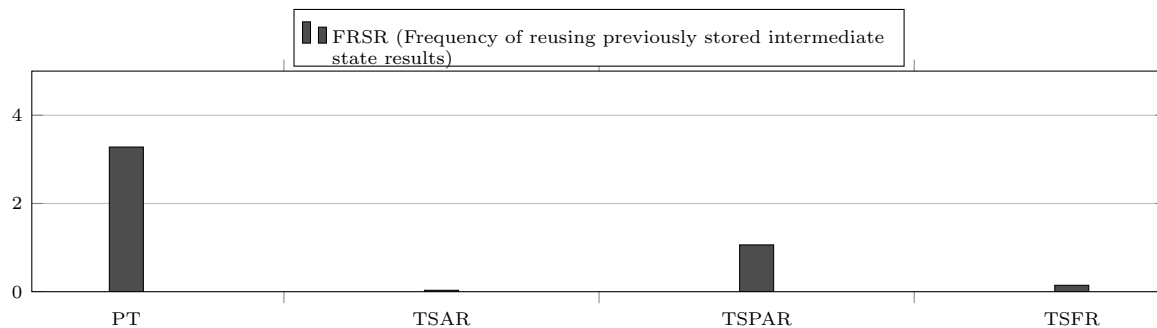 FRSR (Frequency of reusing previously stored intermediate
state results)
4
2
0
PT TSAR TSPAR TSFR